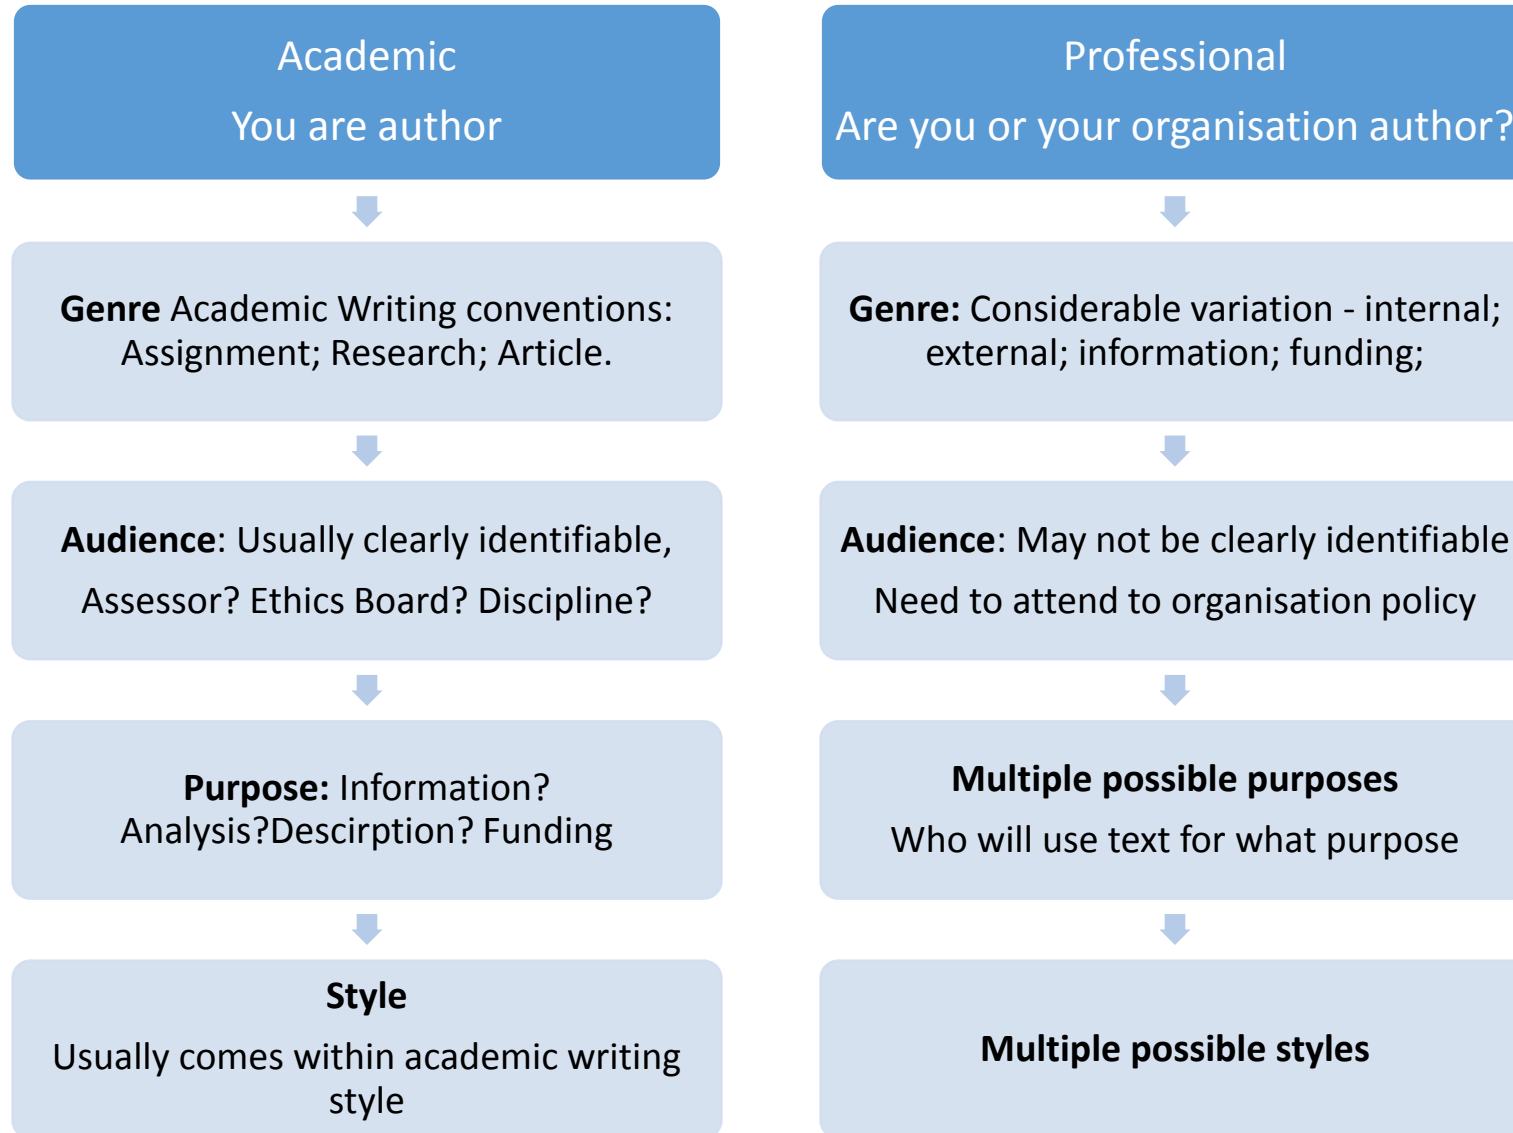 Academic
You are author
Genre Academic Writing conventions:
Assignment; Research; Article.
Audience: Usually clearly identifiable,
Assessor? Ethics Board? Discipline?
Purpose: Information?
Analysis?Descirption? Funding
Style
Usually comes within academic writing
style
Professional
Are you or your organisation author?
Genre: Considerable variation - internal;
external; information; funding;
Audience: May not be clearly identifiable
Need to attend to organisation policy
Multiple possible purposes
Who will use text for what purpose
Multiple possible styles